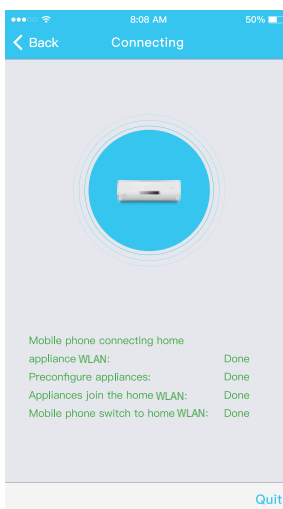 8:08 AM
50%
Back
Connecting
Mobile phone connecting home
appliance WLAN: Done
Preconfigure appliances: Done
Appliances join the home WLAN: Done
Mobile phone switch to home WLAN: Done
Quit